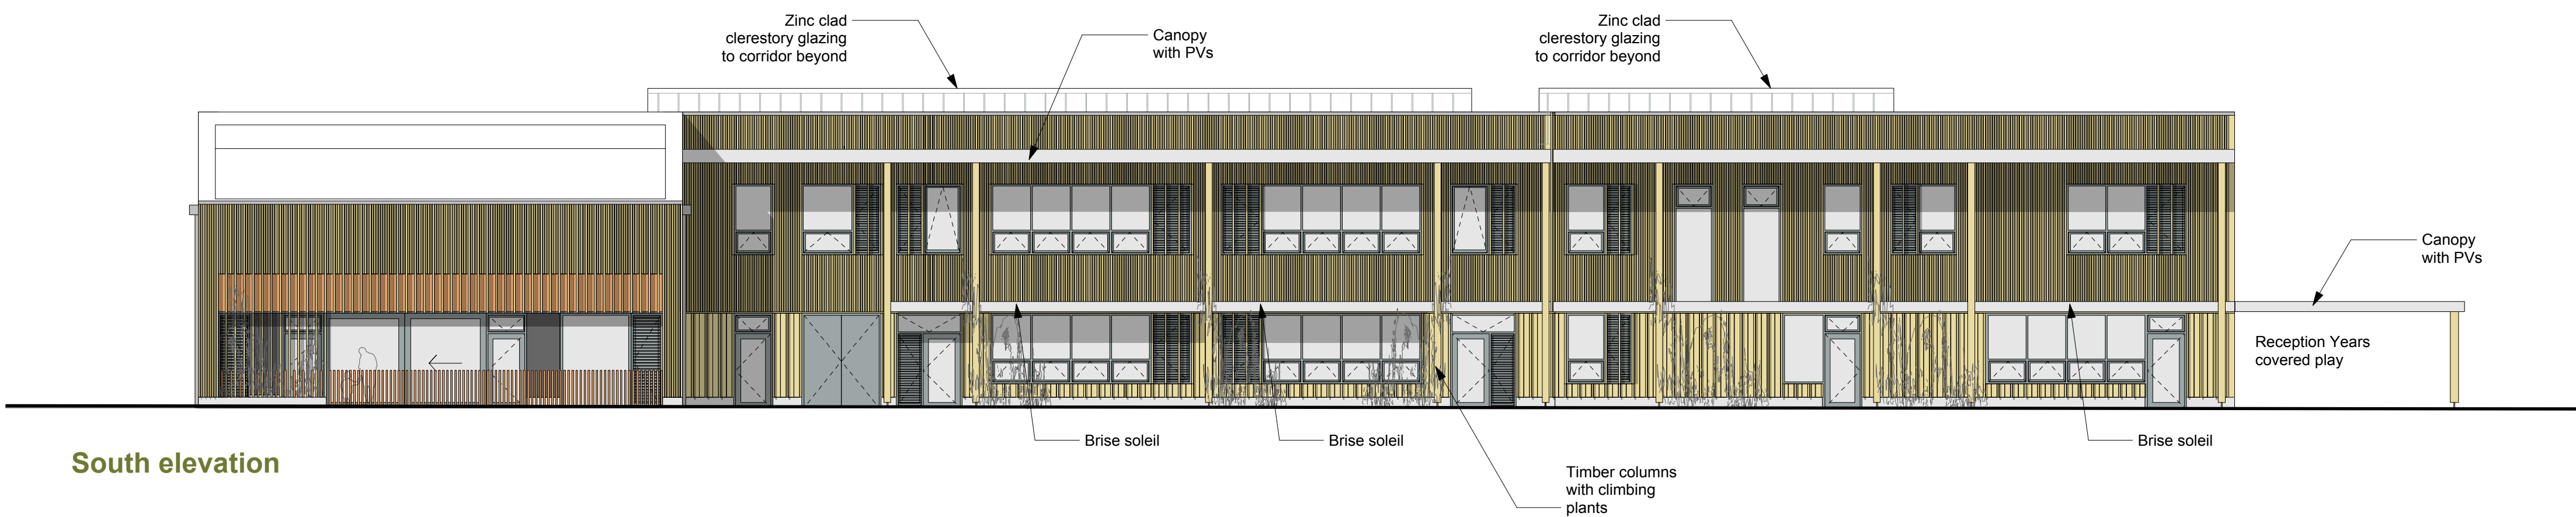 Zinc clad
clerestory glazing
to corridor beyond
Canopy
with PVs
Zinc clad
clerestory glazing
to corridor beyond
Canopy
with PVs
Reception Years
covered play
Brise soleil
Brise soleil
Brise soleil
South elevation
Timber columns
with climbing
plants